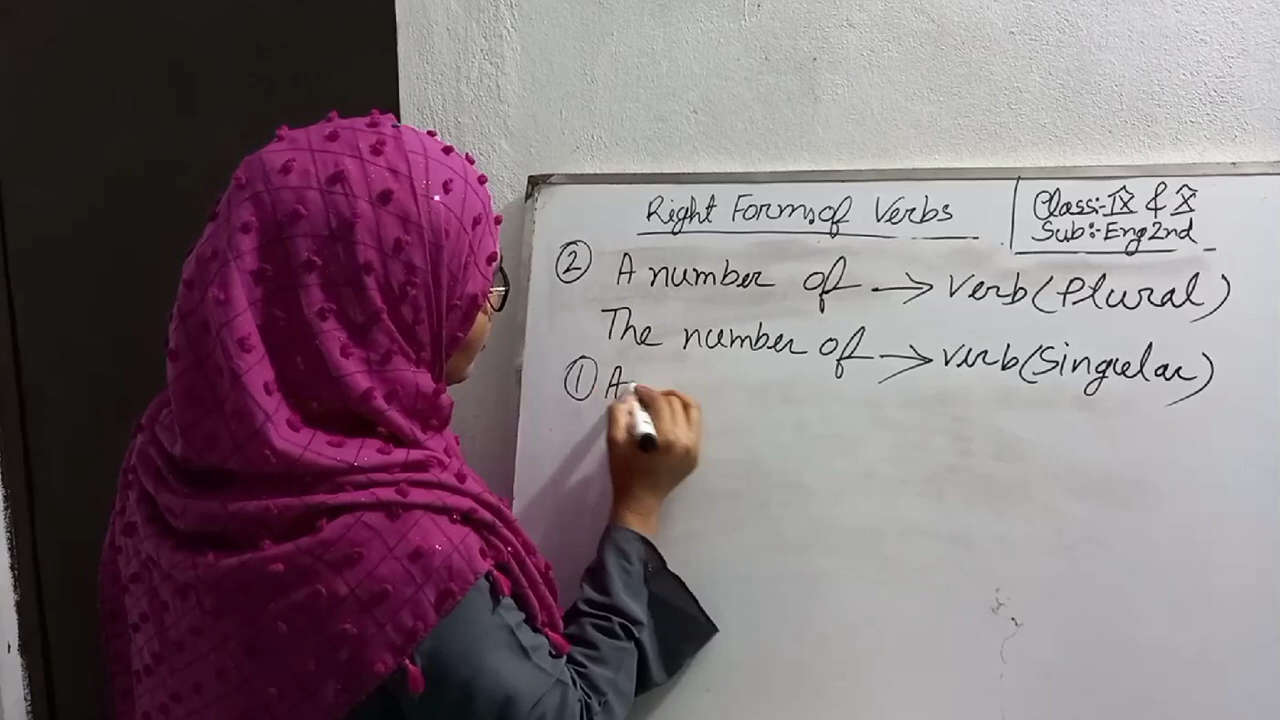 Right Forms of Verbs
Class:- IX & X
Sub:- Eng 2nd
② A number of → Verb (Plural)
The number of → verb (Singular)
① A